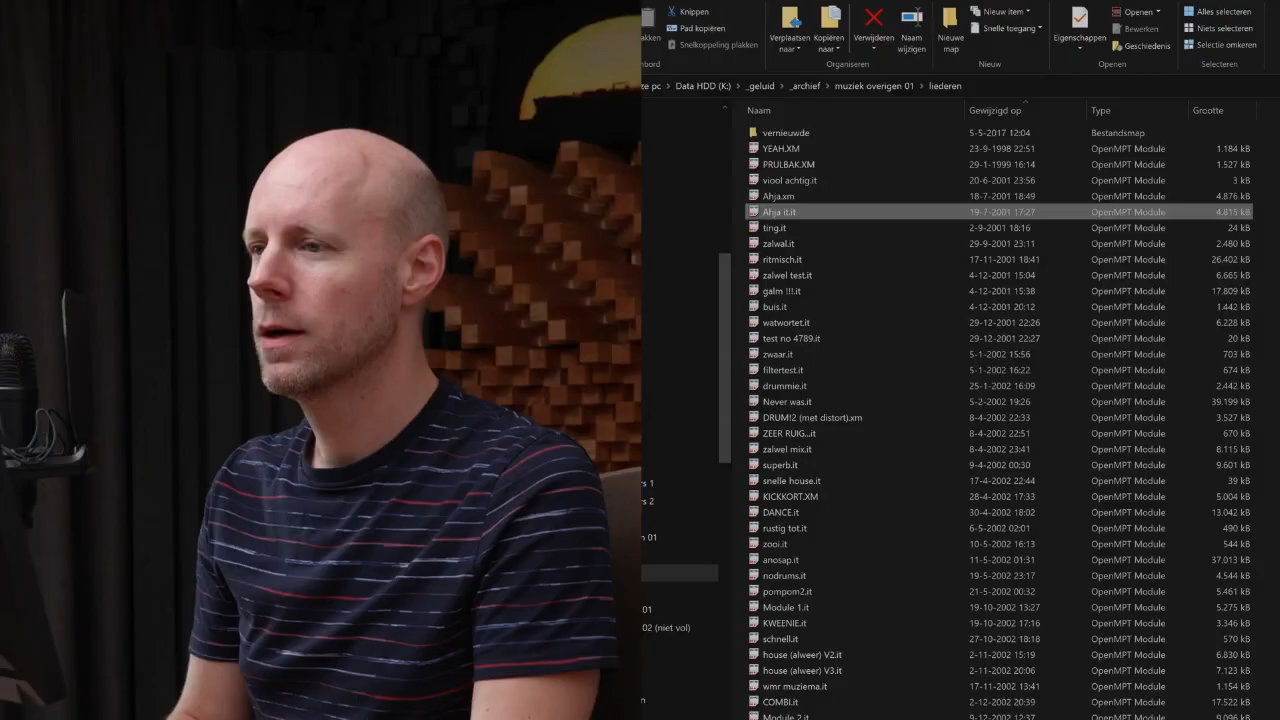 Knippen
Pad kopiëren
Snelkoppeling plakken
Verplaatsen naar
Kopiëren naar
Verwijderen
Naam wijzigen
Organiseren
Nieuwe map
Nieuw item
Snelle toegang
Nieuw
Eigenschappen
Openen
Bewerken
Geschiedenis
Openen
Alles selecteren
Niets selecteren
Selectie omkeren
Selecteren
Data HDD (K:) > _geluid > _archief > muziek overigen 01 > liederen
Naam Gewijzigd op Type Grootte
vernieuwde 5-5-2017 12:04 Bestandsmap
YEAH.XM 23-9-1998 22:51 OpenMPT Module 1.184 kB
PRULBAK.XM 29-1-1999 16:14 OpenMPT Module 1.527 kB
viool achtig.it 20-6-2001 23:56 OpenMPT Module 3 kB
Ahja.xm 18-7-2001 18:49 OpenMPT Module 4.876 kB
Ahja it.it 19-7-2001 17:27 OpenMPT Module 4.815 kB
ting.it 2-9-2001 18:16 OpenMPT Module 24 kB
zalwal.it 29-9-2001 23:11 OpenMPT Module 2.480 kB
ritmisch.it 17-11-2001 18:41 OpenMPT Module 26.402 kB
zalwel test.it 4-12-2001 15:04 OpenMPT Module 6.665 kB
galm !!!.it 4-12-2001 15:38 OpenMPT Module 17.809 kB
buis.it 4-12-2001 20:12 OpenMPT Module 1.442 kB
watwortet.it 29-12-2001 22:26 OpenMPT Module 6.228 kB
test no 4789.it 29-12-2001 22:27 OpenMPT Module 20 kB
zwaar.it 5-1-2002 15:56 OpenMPT Module 703 kB
filtertest.it 5-1-2002 16:22 OpenMPT Module 674 kB
drummie.it 25-1-2002 16:09 OpenMPT Module 2.442 kB
Never was.it 5-2-2002 19:26 OpenMPT Module 39.199 kB
DRUM!2 (met distort).xm 8-4-2002 22:33 OpenMPT Module 3.527 kB
ZEER RUIG...it 8-4-2002 22:51 OpenMPT Module 670 kB
zalwel mix.it 8-4-2002 23:41 OpenMPT Module 8.115 kB
superb.it 9-4-2002 00:30 OpenMPT Module 9.601 kB
snelle house.it 17-4-2002 22:44 OpenMPT Module 39 kB
KICKKORT.XM 28-4-2002 17:33 OpenMPT Module 5.004 kB
DANCE.it 30-4-2002 18:02 OpenMPT Module 13.042 kB
rustig tot.it 6-5-2002 02:01 OpenMPT Module 490 kB
zooi.it 10-5-2002 16:13 OpenMPT Module 544 kB
anosap.it 11-5-2002 01:31 OpenMPT Module 37.013 kB
nodrums.it 19-5-2002 23:17 OpenMPT Module 4.544 kB
pompom2.it 21-5-2002 00:32 OpenMPT Module 5.461 kB
Module 1.it 19-10-2002 13:27 OpenMPT Module 5.275 kB
KWEENIE.it 19-10-2002 17:16 OpenMPT Module 3.346 kB
schnell.it 27-10-2002 18:18 OpenMPT Module 570 kB
house (alweer) V2.it 2-11-2002 15:19 OpenMPT Module 6.830 kB
house (alweer) V3.it 2-11-2002 20:06 OpenMPT Module 7.123 kB
wmr muziema.it 17-11-2002 13:41 OpenMPT Module 1.154 kB
COMBI.it 2-12-2002 20:39 OpenMPT Module 17.522 kB
Module 2.it 9-12-2002 12:37 OpenMPT Module 9.096 kB
02 (niet vol)